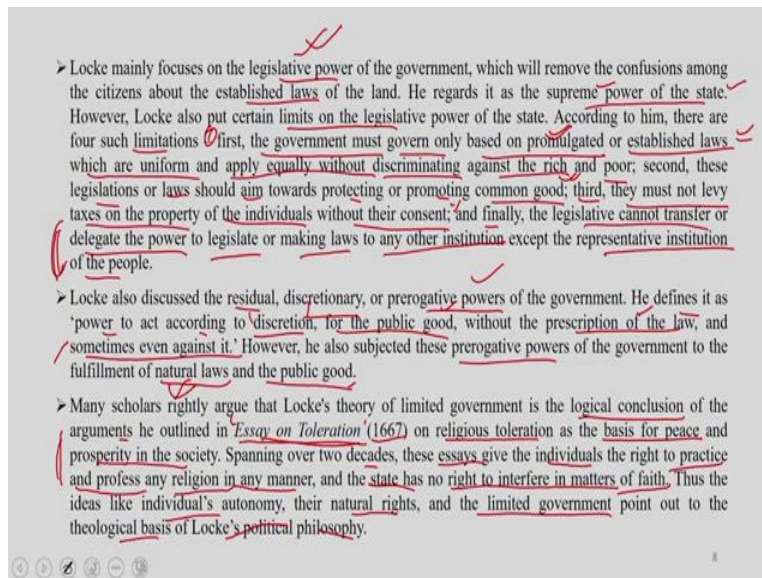 ➢ Locke mainly focuses on the legislative power of the government, which will remove the confusions among
the citizens about the established laws of the land. He regards it as the supreme power of the state.
However, Locke also put certain limits on the legislative power of the state. According to him, there are
four such limitations first, the government must govern only based on promulgated or established laws
which are uniform and apply equally without discriminating against the rich and poor; second, these
legislations or laws should aim towards protecting or promoting common good; third, they must not levy
taxes on the property of the individuals without their consent; and finally, the legislative cannot transfer or
delegate the power to legislate or making laws to any other institution except the representative institution
of the people.
➢ Locke also discussed the residual, discretionary, or prerogative powers of the government. He defines it as
‘power to act according to discretion, for the public good, without the prescription of the law, and
sometimes even against it.’ However, he also subjected these prerogative powers of the government to the
fulfillment of natural laws and the public good.
➢ Many scholars rightly argue that Locke's theory of limited government is the logical conclusion of the
arguments he outlined in ‘Essay on Toleration’ (1667) on religious toleration as the basis for peace and
prosperity in the society. Spanning over two decades, these essays give the individuals the right to practice
and profess any religion in any manner, and the state has no right to interfere in matters of faith. Thus the
ideas like individual’s autonomy, their natural rights, and the limited government point out to the
theological basis of Locke’s political philosophy.
8